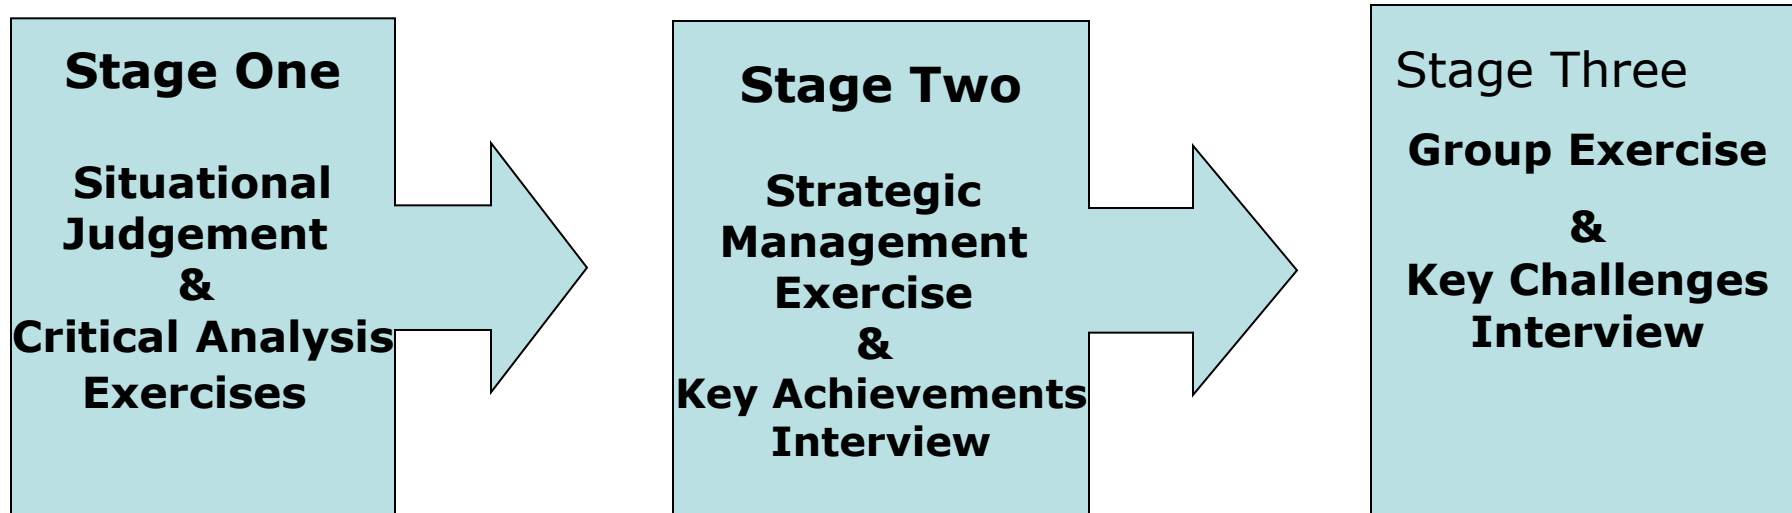 Stage One
Situational
Judgement
&
Critical Analysis
Exercises
Stage Two
Strategic
Management
Exercise
&
Key Achievements
Interview
Stage Three
Group Exercise
&
Key Challenges
Interview